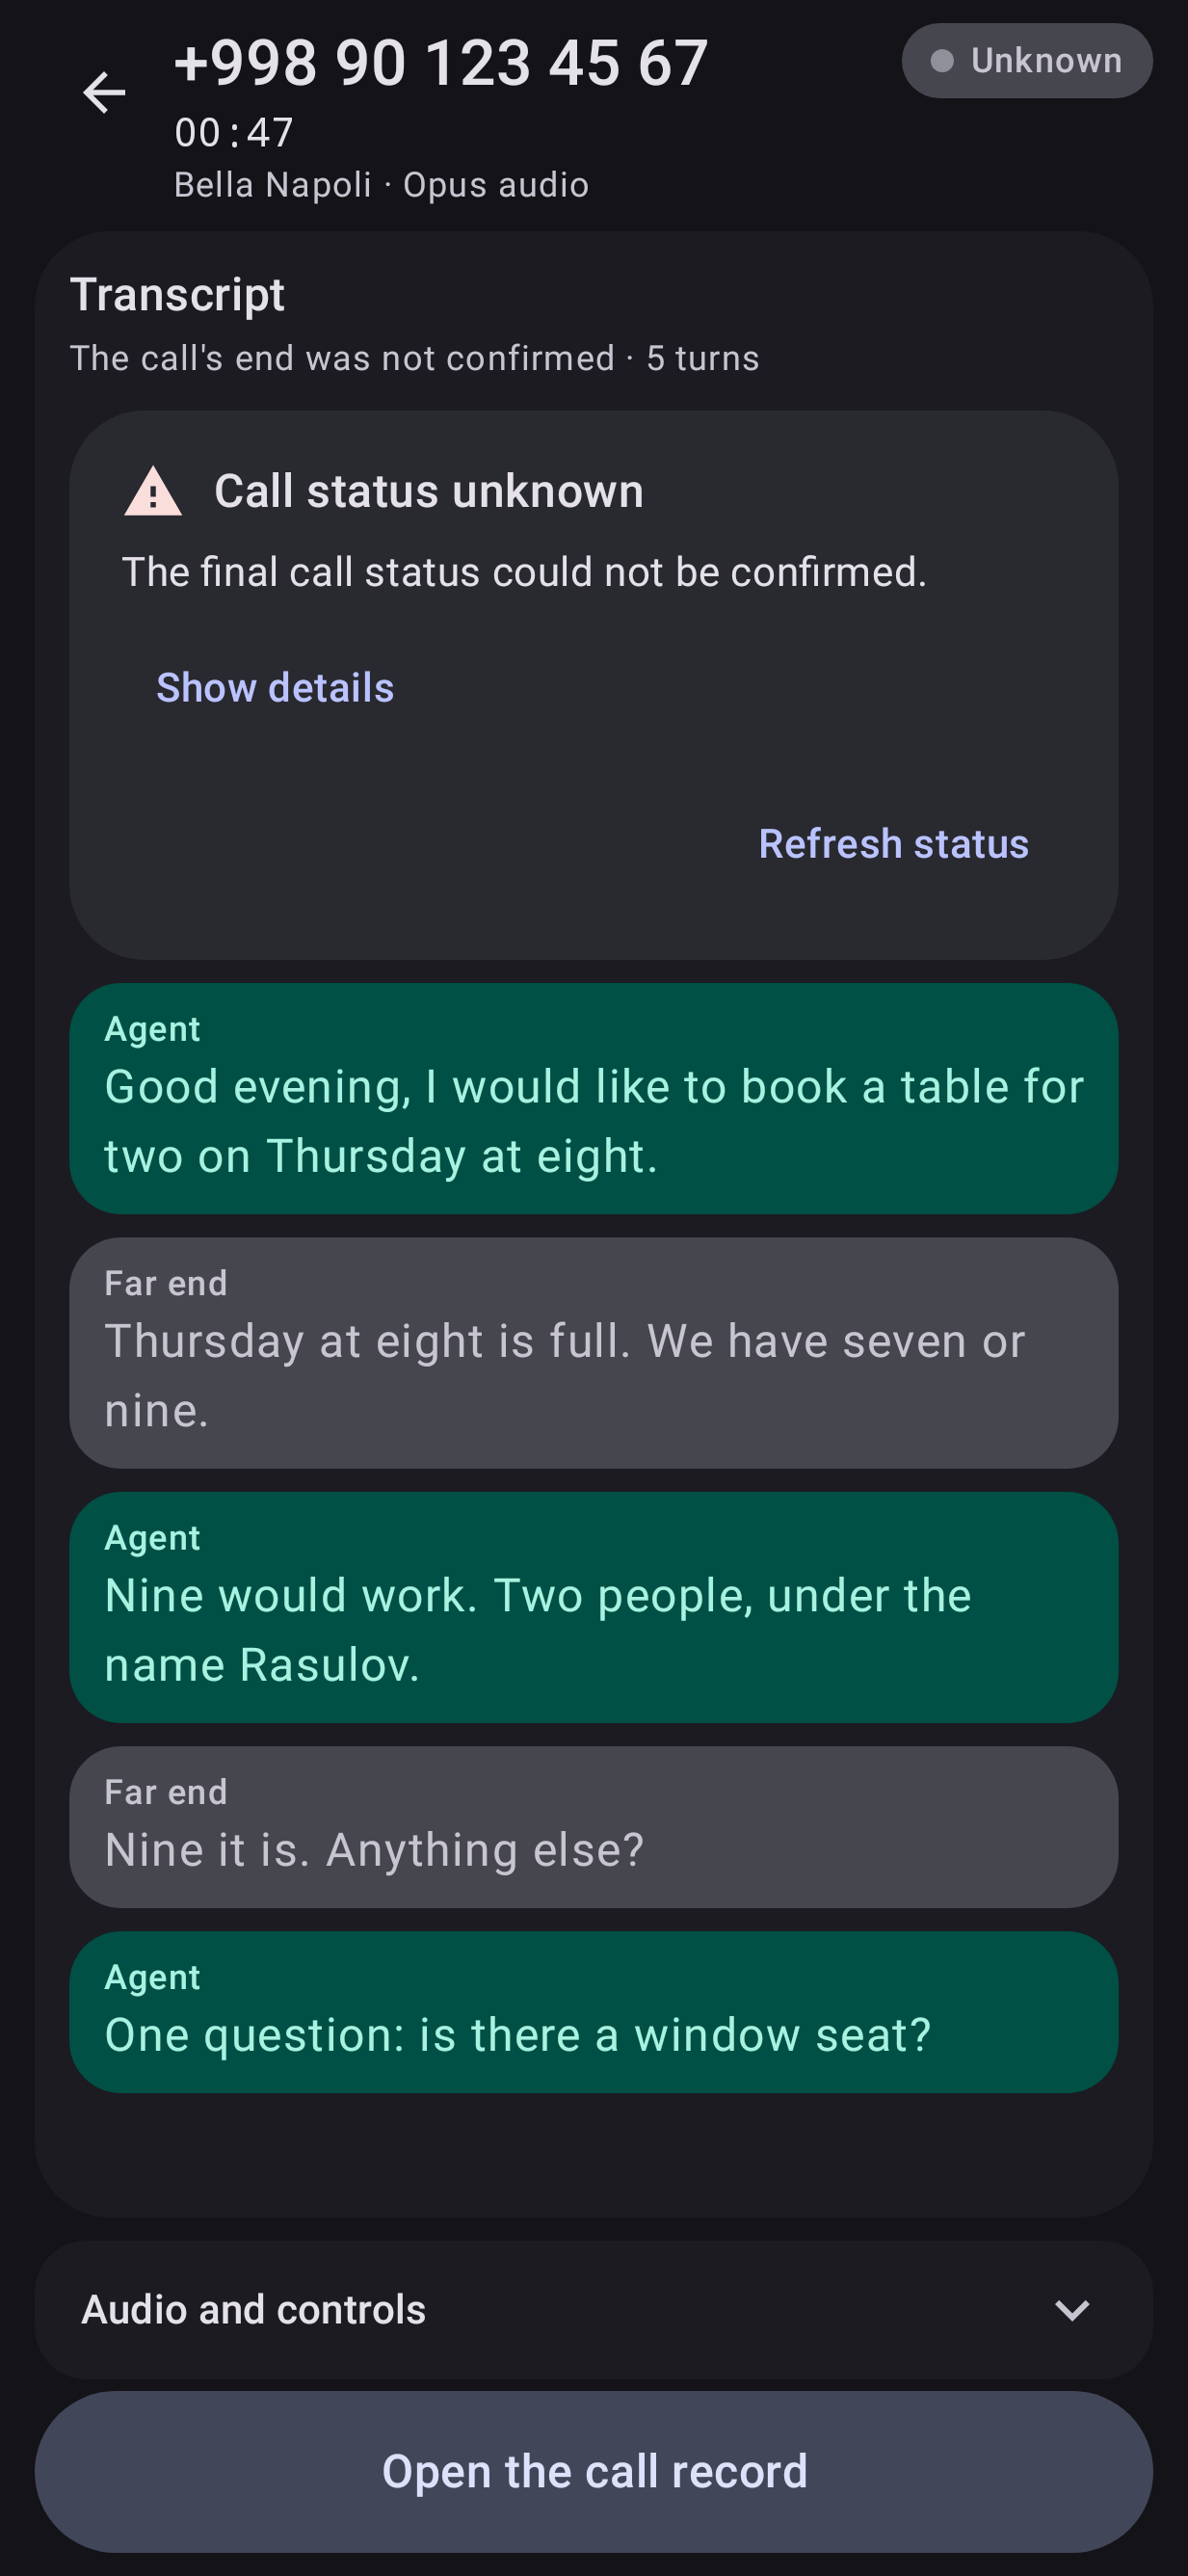 +998 90 123 45 67
Unknown
00:47
Bella Napoli · Opus audio
Transcript
The call's end was not confirmed · 5 turns
Call status unknown
The final call status could not be confirmed.
Show details
Refresh status
Agent
Good evening, I would like to book a table for
two on Thursday at eight.
Far end
Thursday at eight is full. We have seven or
nine.
Agent
Nine would work. Two people, under the
name Rasulov.
Far end
Nine it is. Anything else?
Agent
One question: is there a window seat?
Audio and controls
Open the call record